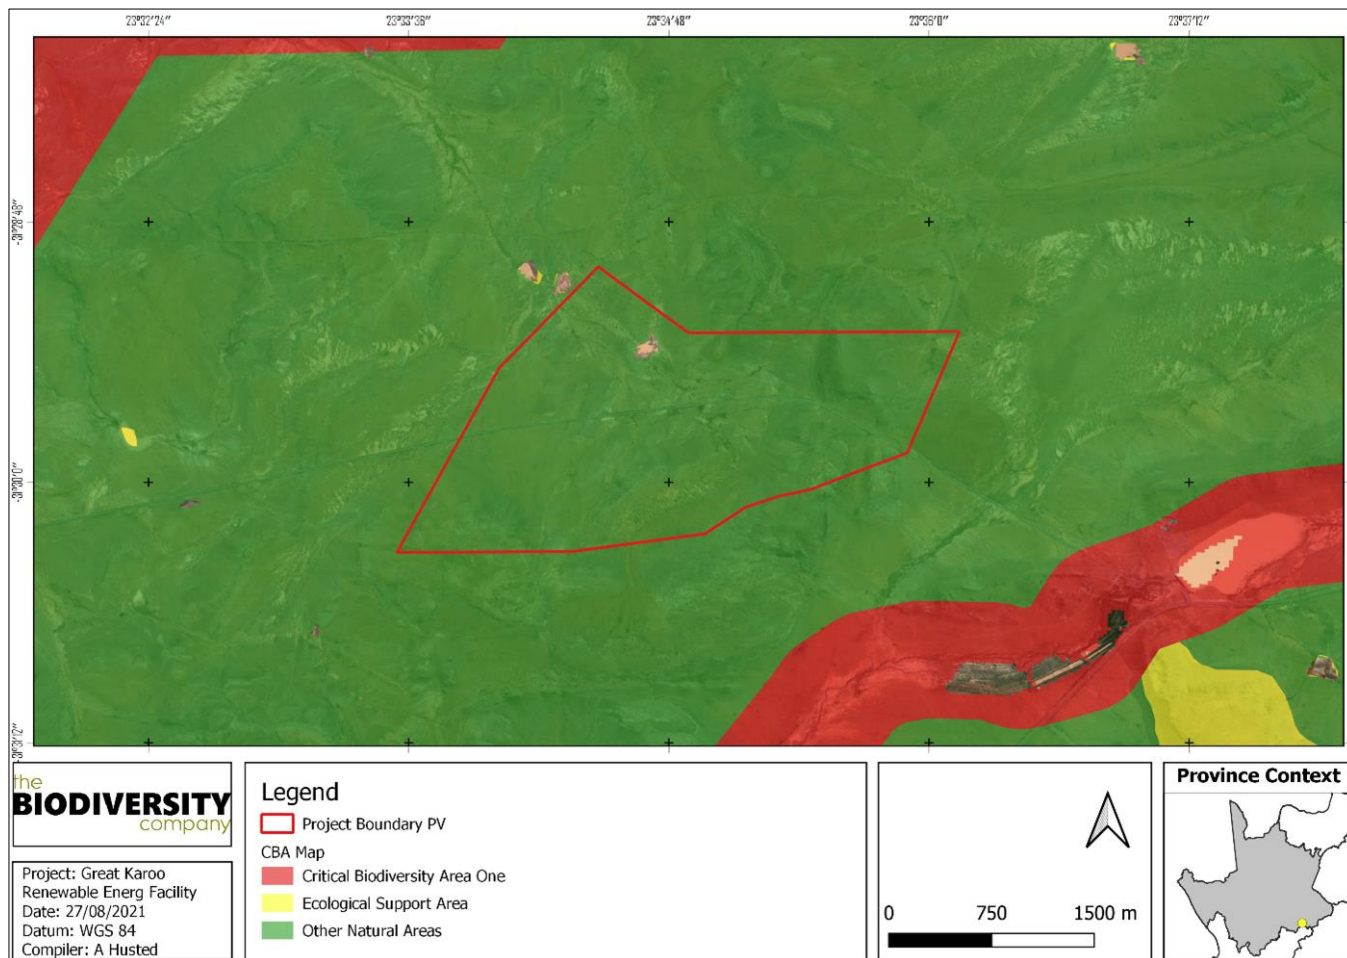 23°32'24"
23°33'36"
23°34'48"
23°36'0"
23°37'12"
the
BIODIVERSITY
company
Project: Great Karoo
Renewable Energ Facility
Date: 27/08/2021
Datum: WGS 84
Compiler: A Husted
Legend
Project Boundary PV
CBA Map
Critical Biodiversity Area One
Ecological Support Area
Other Natural Areas
0 750 1500 m
Province Context